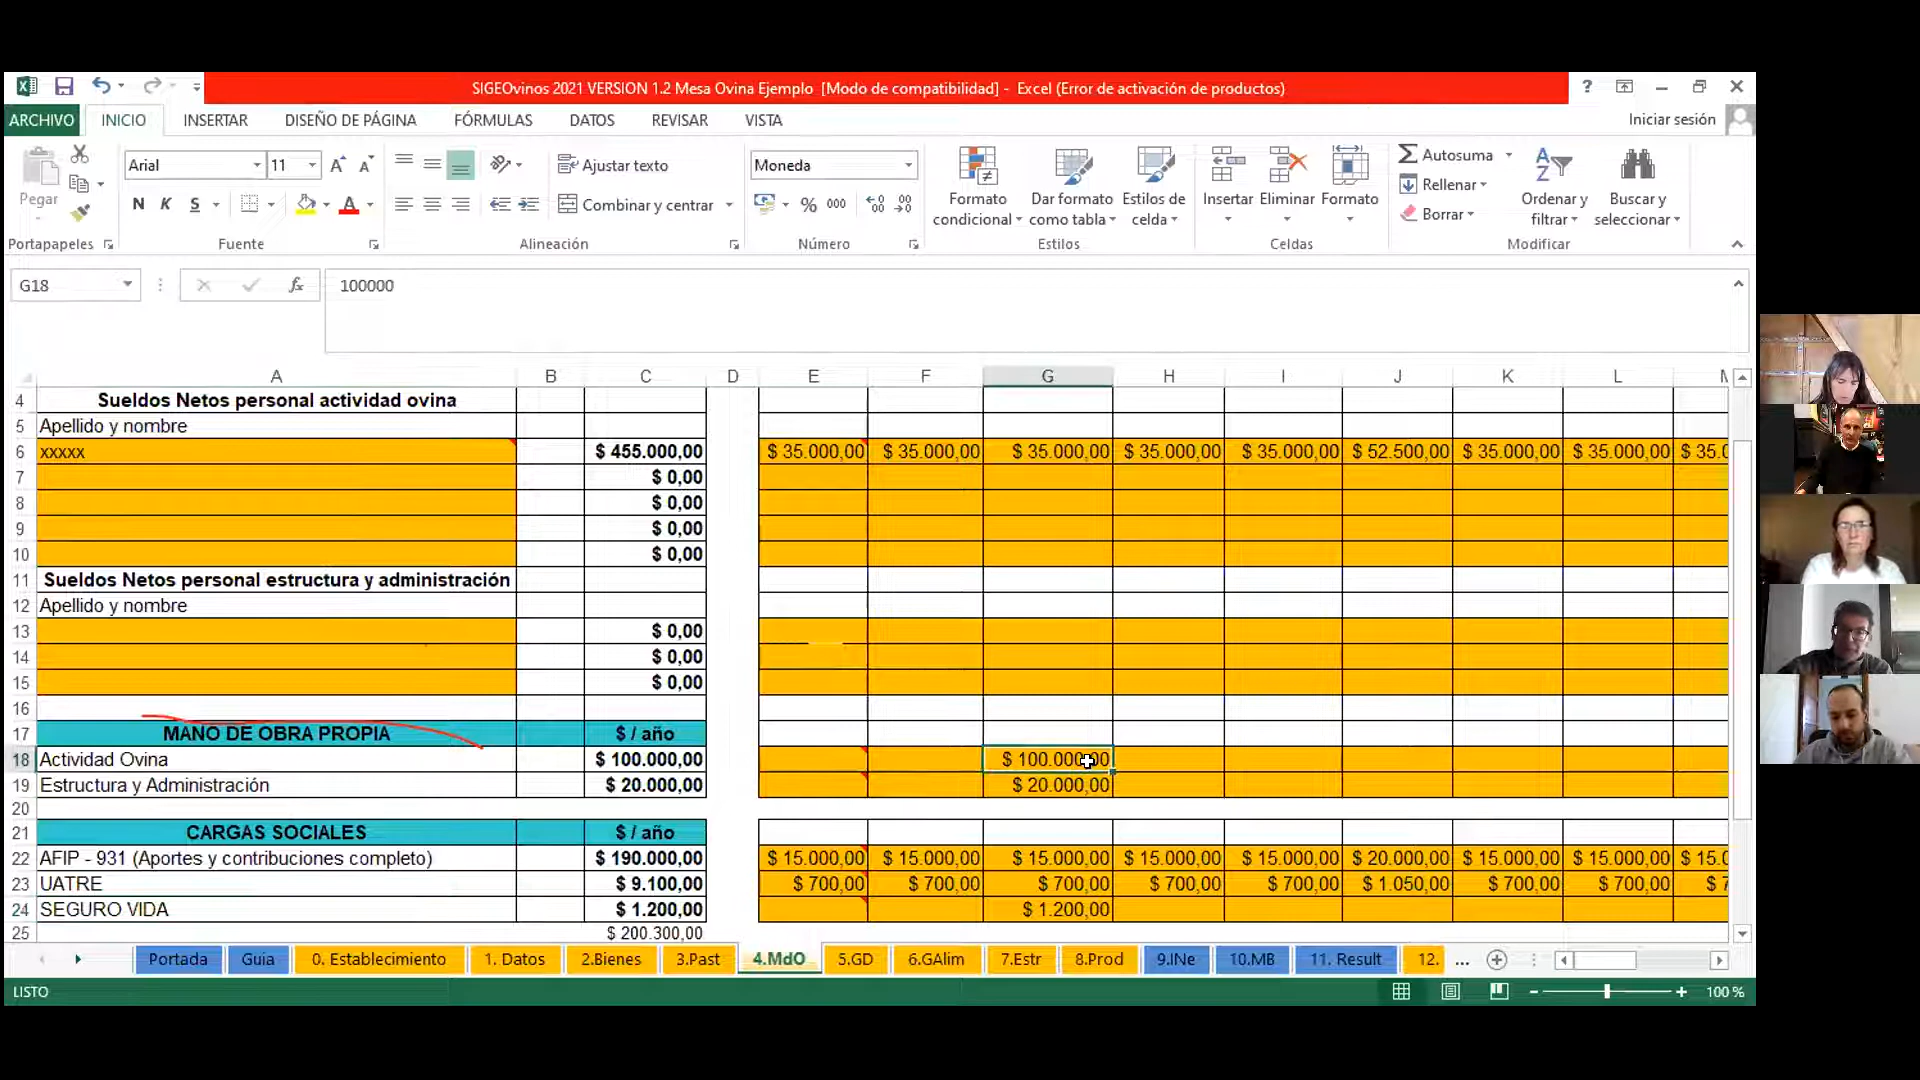 SIGEOvinos 2021 VERSION 1.2 Mesa Ovina Ejemplo [Modo de compatibilidad] - Excel (Error de activación de productos)
ARCHIVO INICIO INSERTAR DISEÑO DE PÁGINA FÓRMULAS DATOS REVISAR VISTA Iniciar sesión
Pegar
Portapapeles
Arial 11
N K S
Fuente
Ajustar texto
Combinar y centrar
Alineación
Moneda
% 000
Número
Formato condicional
Dar formato como tabla
Estilos de celda
Estilos
Insertar Eliminar Formato
Celdas
Autosuma
Rellenar
Borrar
Ordenar y filtrar
Buscar y seleccionar
Modificar
G18 fx 100000
A B C D E F G H I J K L
4 Sueldos Netos personal actividad ovina
5 Apellido y nombre
6 xxxxx $ 455.000,00 $ 35.000,00 $ 35.000,00 $ 35.000,00 $ 35.000,00 $ 35.000,00 $ 52.500,00 $ 35.000,00 $ 35.000,00 $ 35.0
7 $ 0,00
8 $ 0,00
9 $ 0,00
10 $ 0,00
11 Sueldos Netos personal estructura y administración
12 Apellido y nombre
13 $ 0,00
14 $ 0,00
15 $ 0,00
16
17 MANO DE OBRA PROPIA $ / año
18 Actividad Ovina $ 100.000,00 $ 100.000,00
19 Estructura y Administración $ 20.000,00 $ 20.000,00
20
21 CARGAS SOCIALES $ / año
22 AFIP - 931 (Aportes y contribuciones completo) $ 190.000,00 $ 15.000,00 $ 15.000,00 $ 15.000,00 $ 15.000,00 $ 15.000,00 $ 20.000,00 $ 15.000,00 $ 15.000,00 $ 15.0
23 UATRE $ 9.100,00 $ 700,00 $ 700,00 $ 700,00 $ 700,00 $ 700,00 $ 1.050,00 $ 700,00 $ 700,00 $ 7
24 SEGURO VIDA $ 1.200,00 $ 1.200,00
25 $ 200.300,00
Portada Guia 0. Establecimiento 1. Datos 2.Bienes 3.Past 4.MdO 5.GD 6.GAlim 7.Estr 8.Prod 9.INe 10.MB 11. Result 12. ...
LISTO 100 %